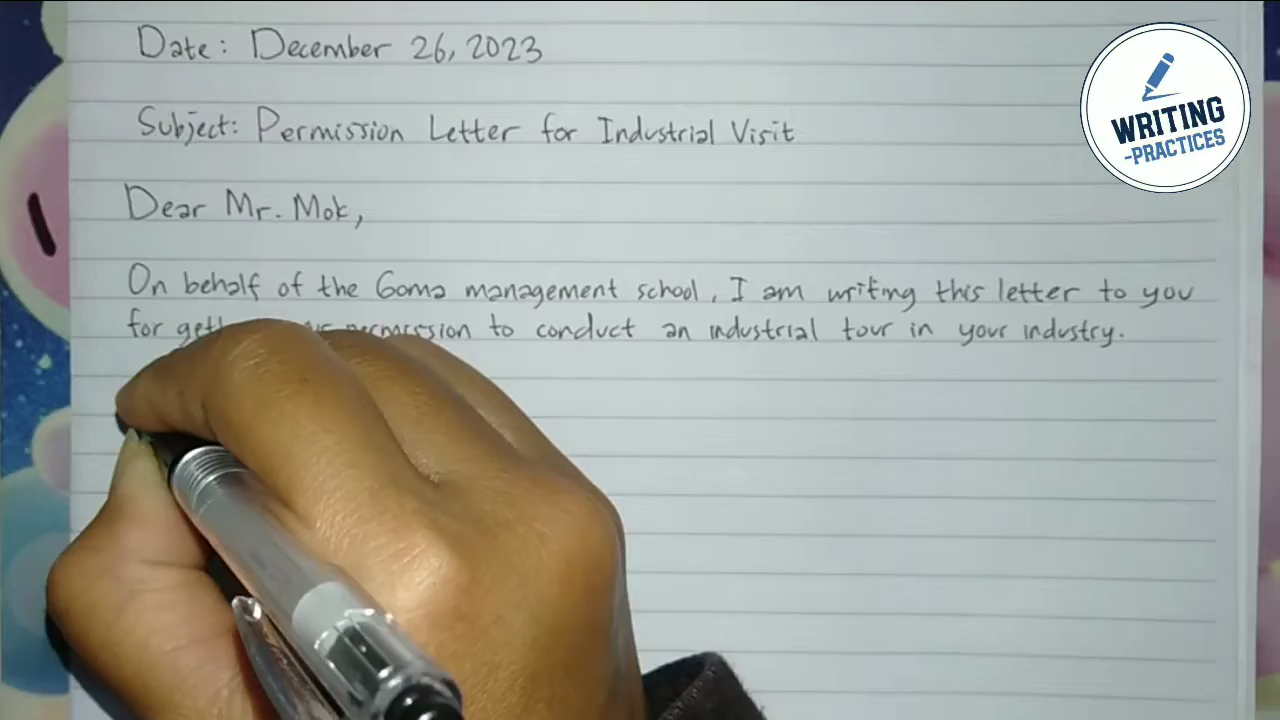 Date: December 26, 2023
Subject: Permission Letter for Industrial Visit
Dear Mr. Mok,
On behalf of the Goma management school, I am writing this letter to you
for permission to conduct an industrial tour in your industry.
WRITING
-PRACTICES